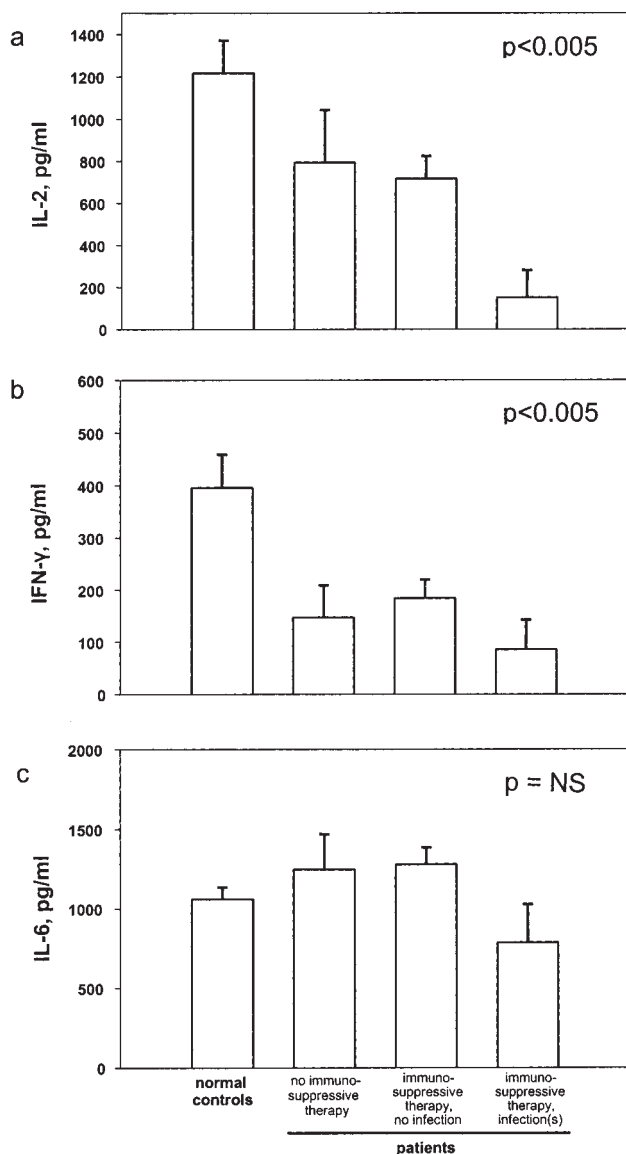 a
p<0.005
IL-2, pg/ml
1400
1200
1000
800
600
400
200
0
b
p<0.005
IFN-γ, pg/ml
600
500
400
300
200
100
0
c
p = NS
IL-6, pg/ml
2000
1500
1000
500
0
normal
controls
no immuno-
suppressive
therapy
immuno-
suppressive
therapy,
no infection
immuno-
suppressive
therapy,
infection(s)
patients